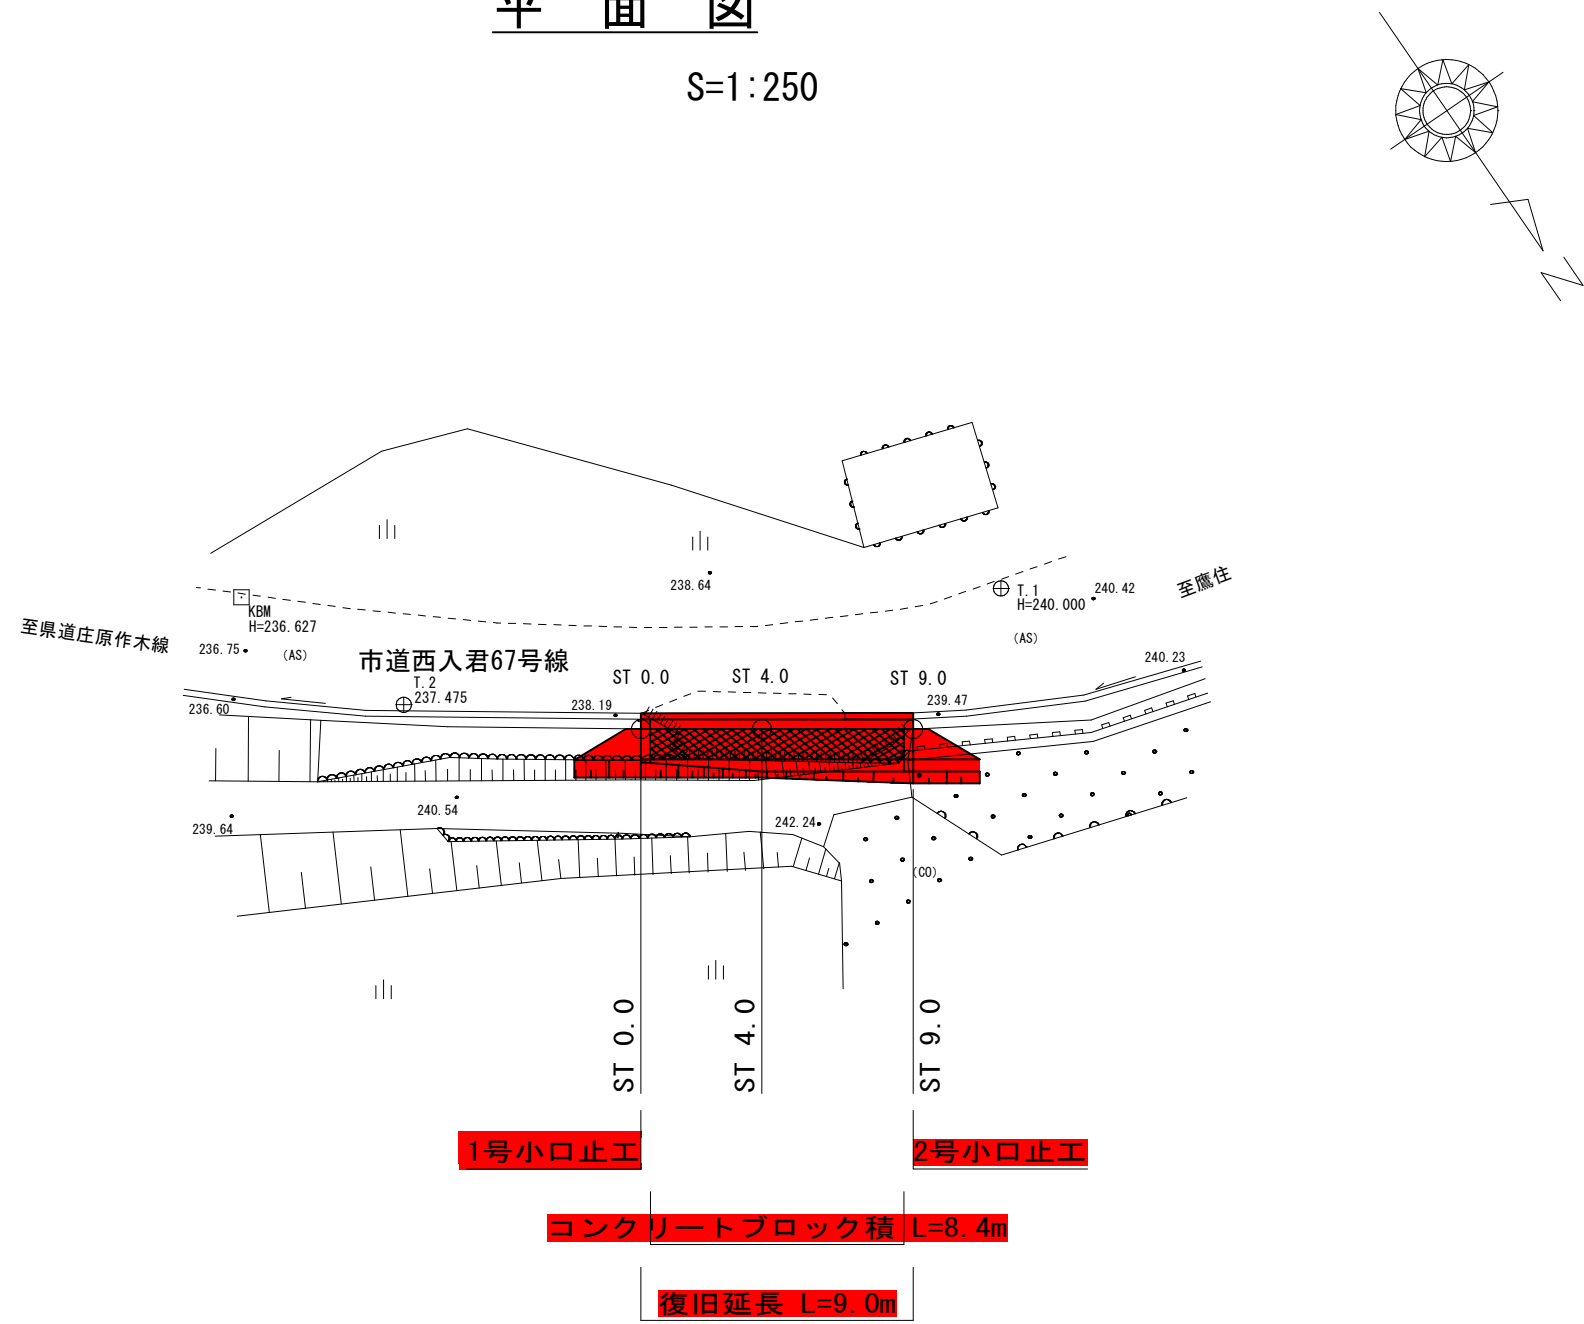 平 面 図
S=1:250
N
238.64
T.1
H=240.000
240.42
至鷹住
KBM
H=236.627
至県道庄原作木線
236.75
(AS)
(AS)
市道西入君67号線
240.23
T.2
237.475
ST 0.0
ST 4.0
ST 9.0
236.60
238.19
239.47
240.54
239.64
242.24
(CO)
ST 0.0
ST 4.0
ST 9.0
1号小口止工
2号小口止工
コンクリートブロック積 L=8.4m
復旧延長 L=9.0m